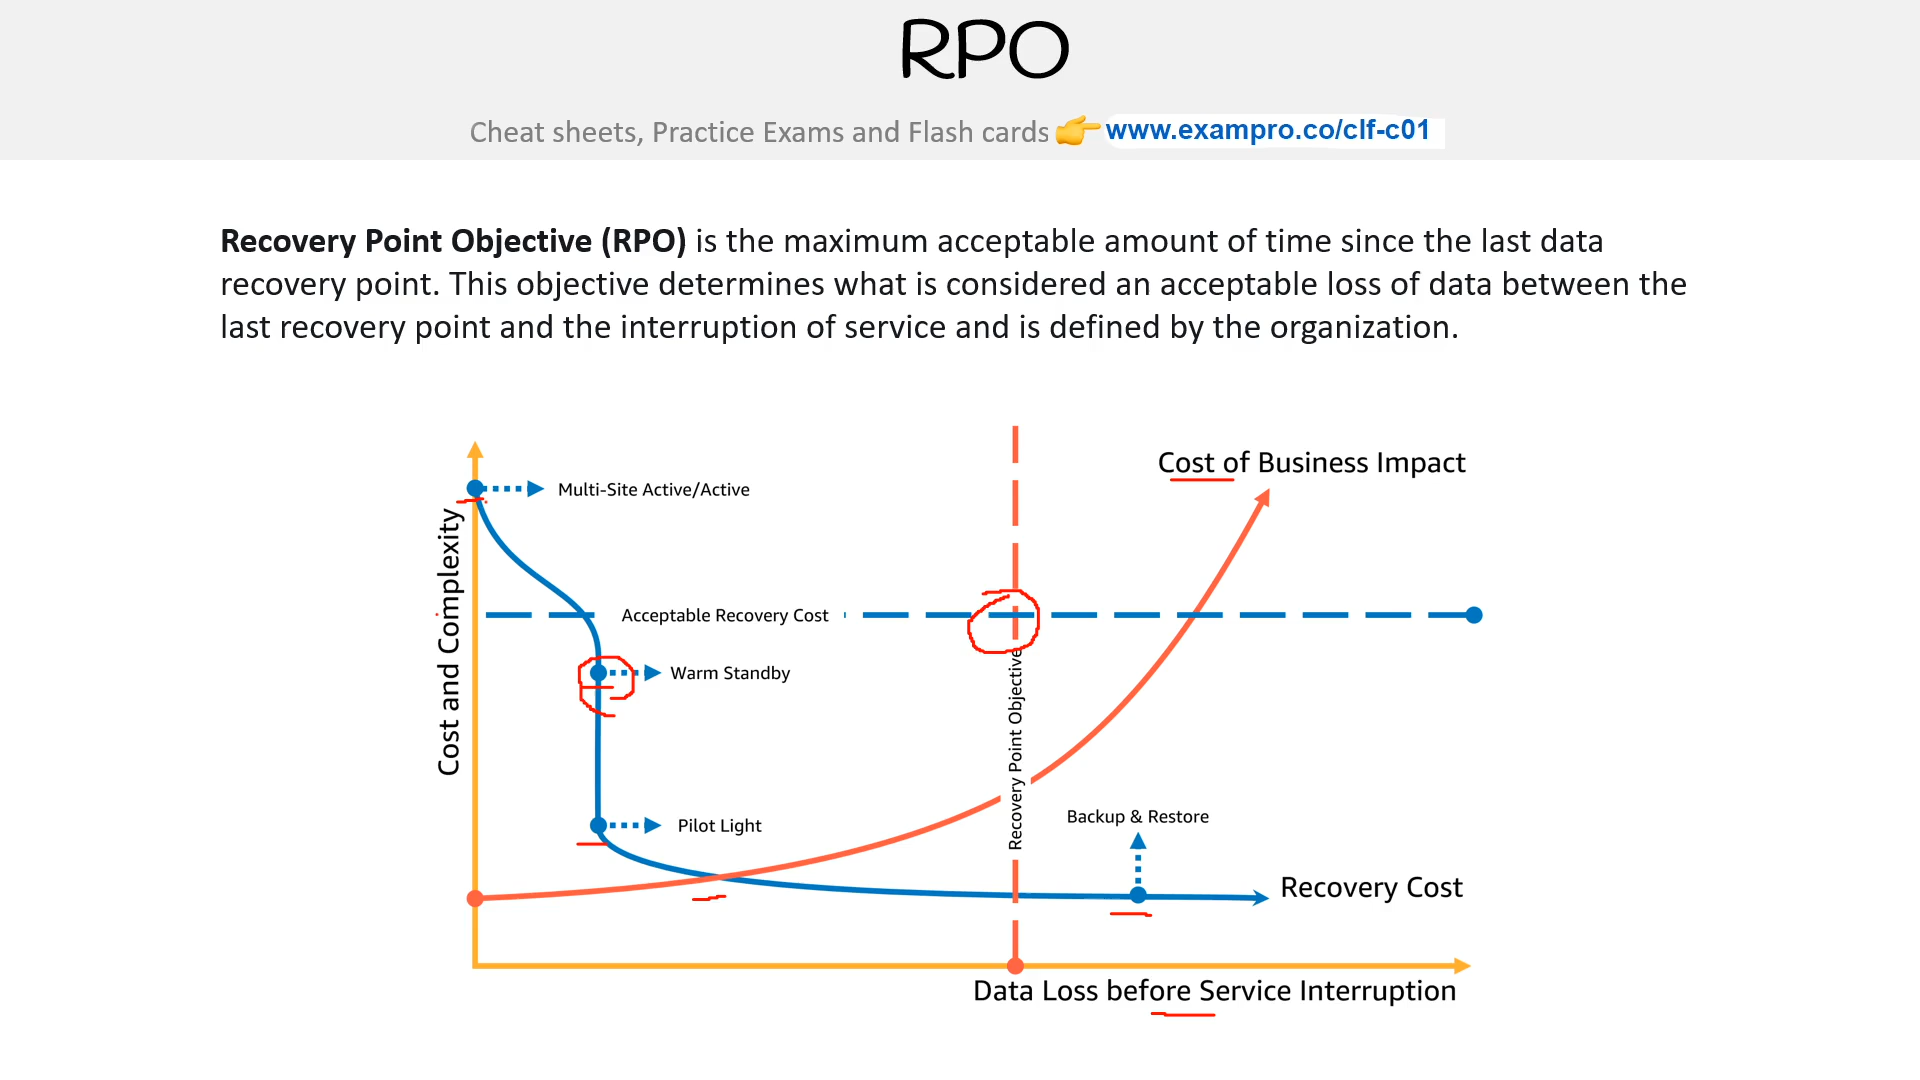 RPO
Cheat sheets, Practice Exams and Flash cards 👉 www.exampro.co/clf-c01
Recovery Point Objective (RPO) is the maximum acceptable amount of time since the last data
recovery point. This objective determines what is considered an acceptable loss of data between the
last recovery point and the interruption of service and is defined by the organization.
Cost of Business Impact
Multi-Site Active/Active
Cost and Complexity
Acceptable Recovery Cost
Warm Standby
Recovery Point Objective
Pilot Light
Backup & Restore
Recovery Cost
Data Loss before Service Interruption